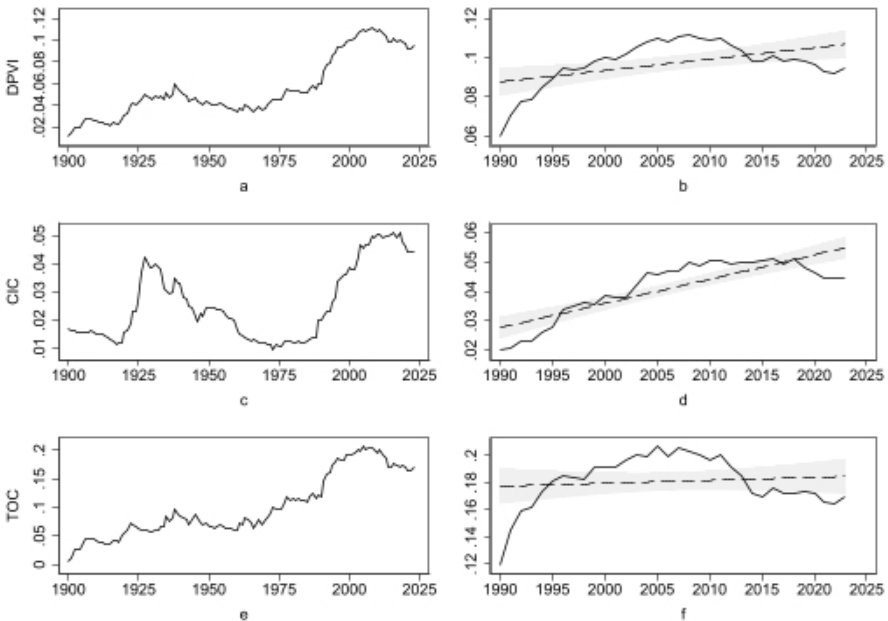 DPVI
.02.04.06.08 .1 .12
1900 1925 1950 1975 2000 2025
a
.06 .08 .1 .12
1990 1995 2000 2005 2010 2015 2020 2025
b
CIC
.01 .02 .03 .04 .05
1900 1925 1950 1975 2000 2025
c
.02 .03 .04 .05 .06
1990 1995 2000 2005 2010 2015 2020 2025
d
TOC
0 .05 .1 .15 .2
1900 1925 1950 1975 2000 2025
e
.12 .14 .16 .18 .2
1990 1995 2000 2005 2010 2015 2020 2025
f